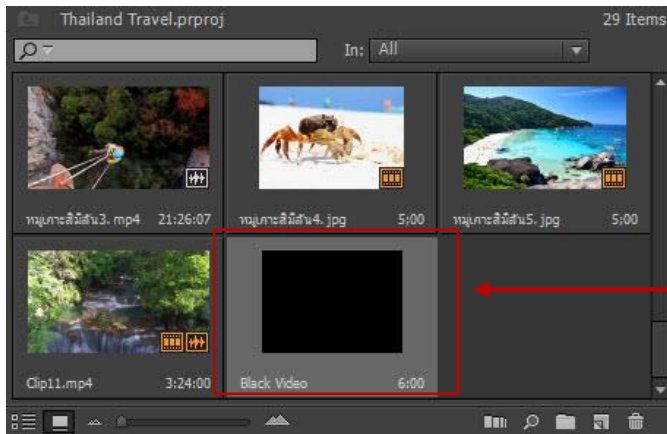 Thailand Travel.prproj 29 Items
In: All
หมู่เกาะสิมิลัน3. mp4 21:26:07
หมู่เกาะสิมิลัน4. jpg 5;00
หมู่เกาะสิมิลัน5. jpg 5;00
Clip11.mp4 3:24:00
Black Video 6:00